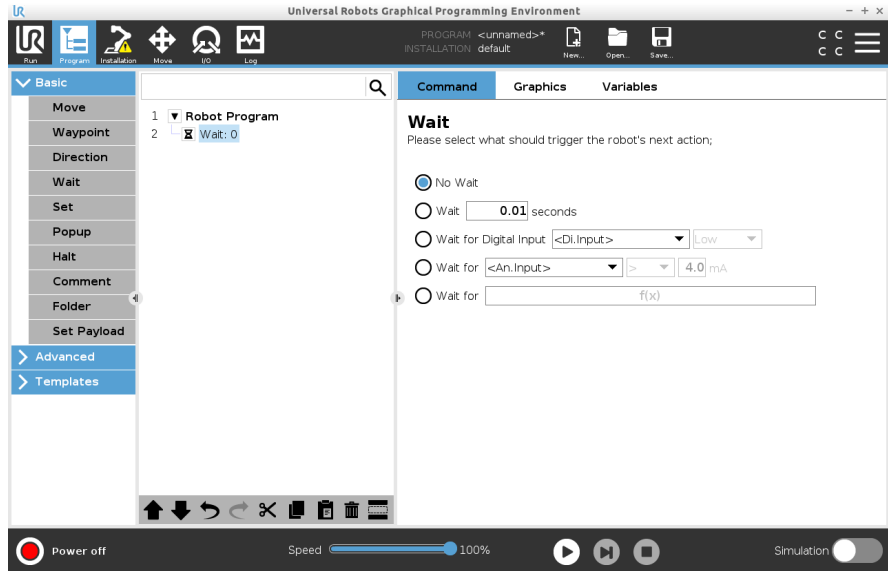 UR
Universal Robots Graphical Programming Environment
UR
PROGRAM <unnamed>*
INSTALLATION default
C C
C C
Run Program Installation Move I/O Log New... Open... Save...
Basic
Move
Waypoint
Direction
Wait
Set
Popup
Halt
Comment
Folder
Set Payload
Advanced
Templates
1 Robot Program
2 Wait: 0
Command Graphics Variables
Wait
Please select what should trigger the robot's next action;
No Wait
Wait 0.01 seconds
Wait for Digital Input <Di.Input> Low
Wait for <An.Input> > 4.0 mA
Wait for f(x)
Power off Speed 100% Simulation